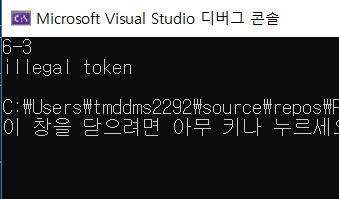 Microsoft Visual Studio 디버그 콘솔
6-3
illegal token
C:\Users\tmddms2292\source\repos\
이 창을 닫으려면 아무 키나 누르세